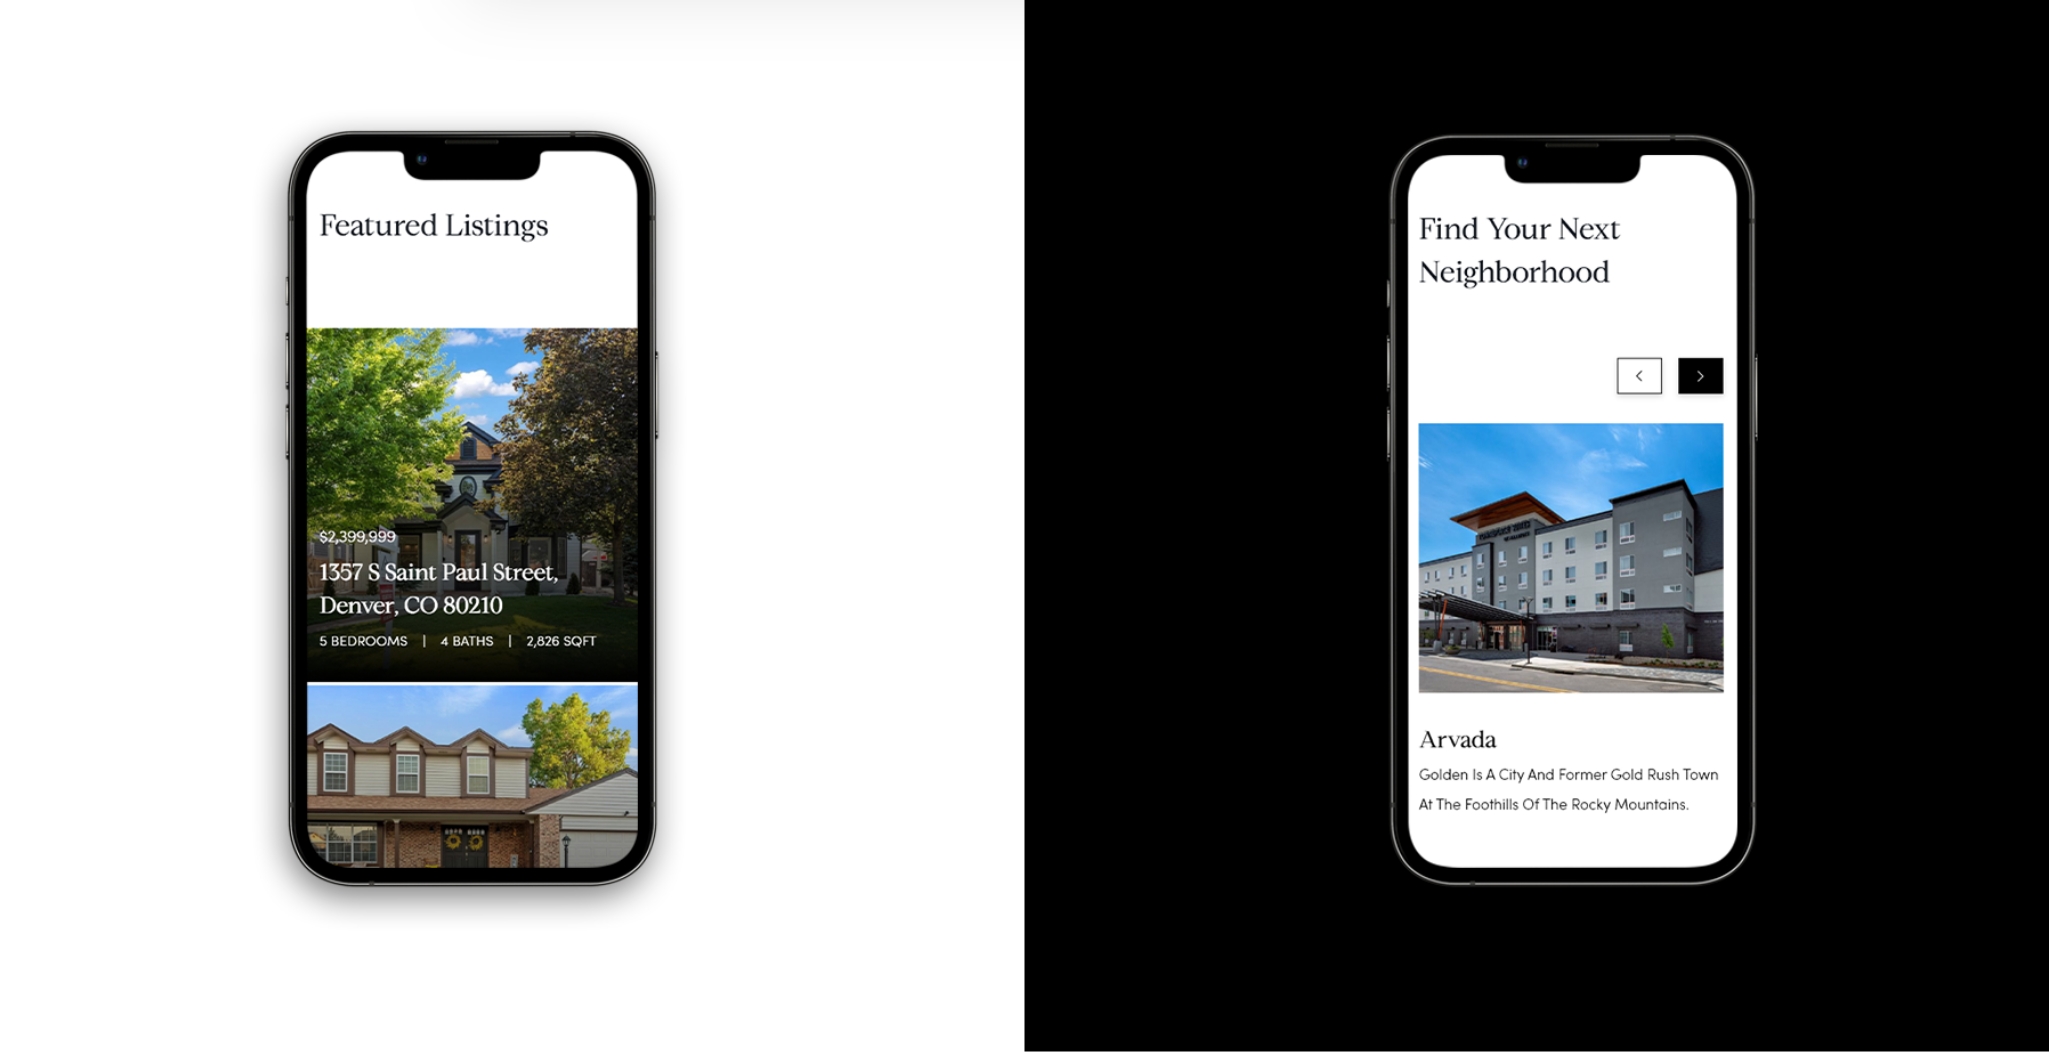 Featured Listings
$2,399,999
1357 S Saint Paul Street,
Denver, CO 80210
5 BEDROOMS | 4 BATHS | 2,826 SQFT
Find Your Next
Neighborhood
Arvada
Golden Is A City And Former Gold Rush Town
At The Foothills Of The Rocky Mountains.